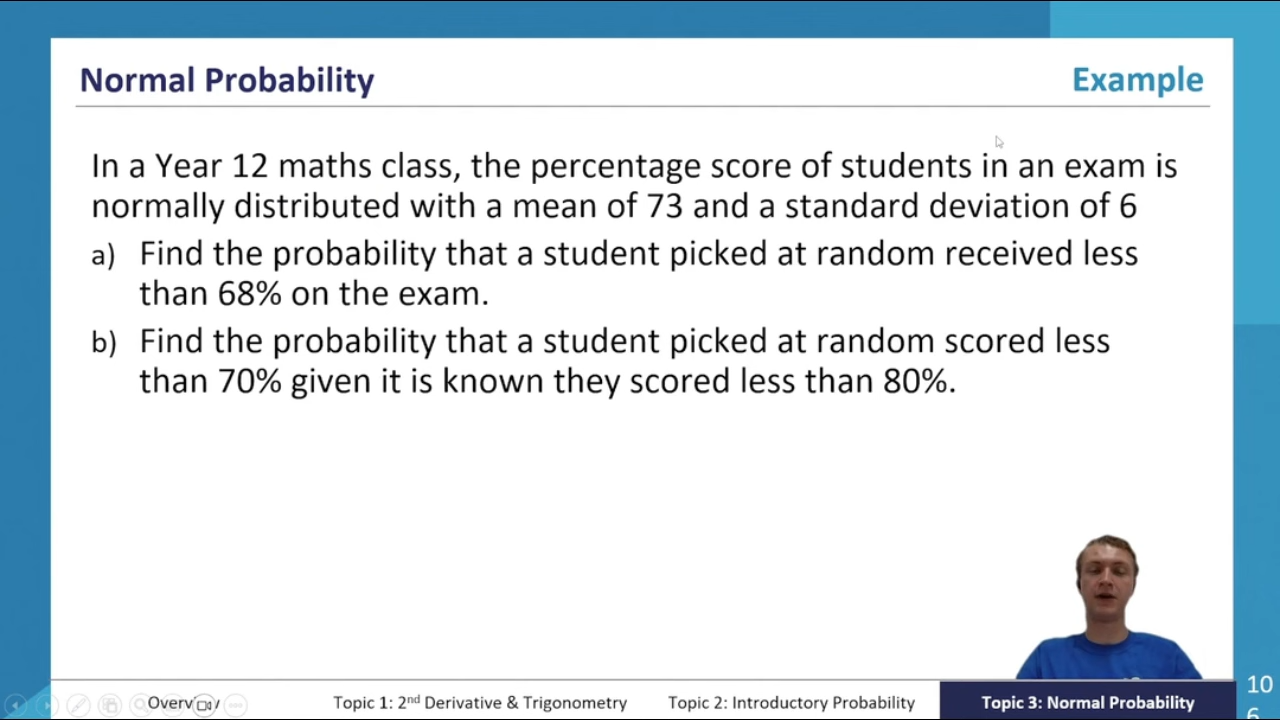 Normal Probability
Example
In a Year 12 maths class, the percentage score of students in an exam is
normally distributed with a mean of 73 and a standard deviation of 6
a) Find the probability that a student picked at random received less
than 68% on the exam.
b) Find the probability that a student picked at random scored less
than 70% given it is known they scored less than 80%.
Topic 1: 2nd Derivative & Trigonometry
Topic 2: Introductory Probability
Topic 3: Normal Probability
10
6